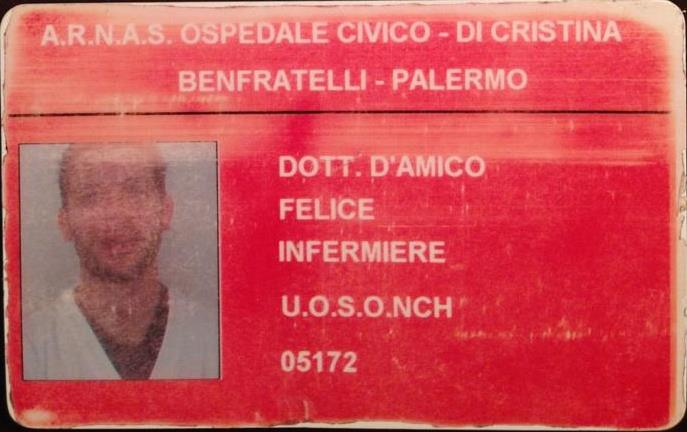 A.R.N.A.S. OSPEDALE CIVICO - DI CRISTINA
BENFRATELLI - PALERMO
DOTT. D'AMICO
FELICE
INFERMIERE
U.O.S.O.NCH
05172